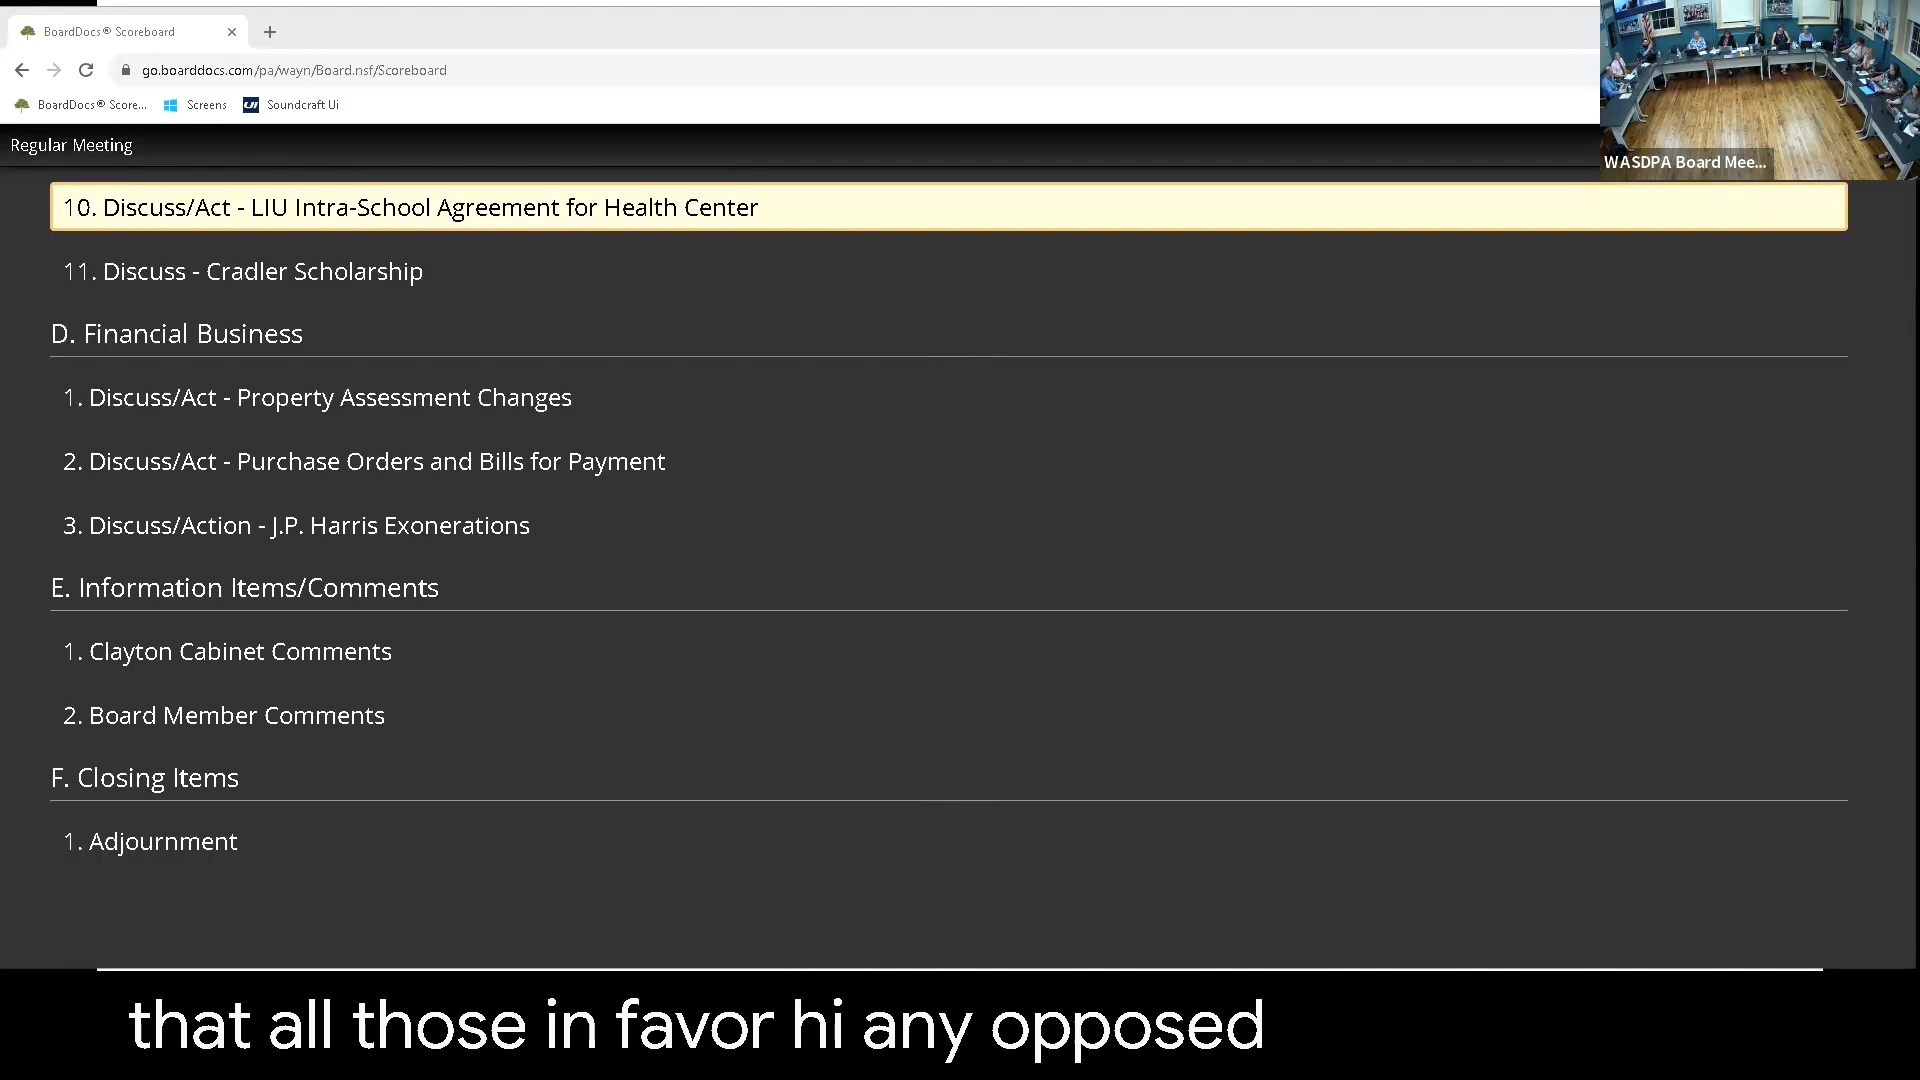 BoardDocs® Scoreboard
go.boarddocs.com/pa/wayn/Board.nsf/Scoreboard
BoardDocs® Score... Screens Soundcraft Ui
Regular Meeting
WASDPA Board Mee...
10. Discuss/Act - LIU Intra-School Agreement for Health Center
11. Discuss - Cradler Scholarship
D. Financial Business
1. Discuss/Act - Property Assessment Changes
2. Discuss/Act - Purchase Orders and Bills for Payment
3. Discuss/Action - J.P. Harris Exonerations
E. Information Items/Comments
1. Clayton Cabinet Comments
2. Board Member Comments
F. Closing Items
1. Adjournment
that all those in favor hi any opposed